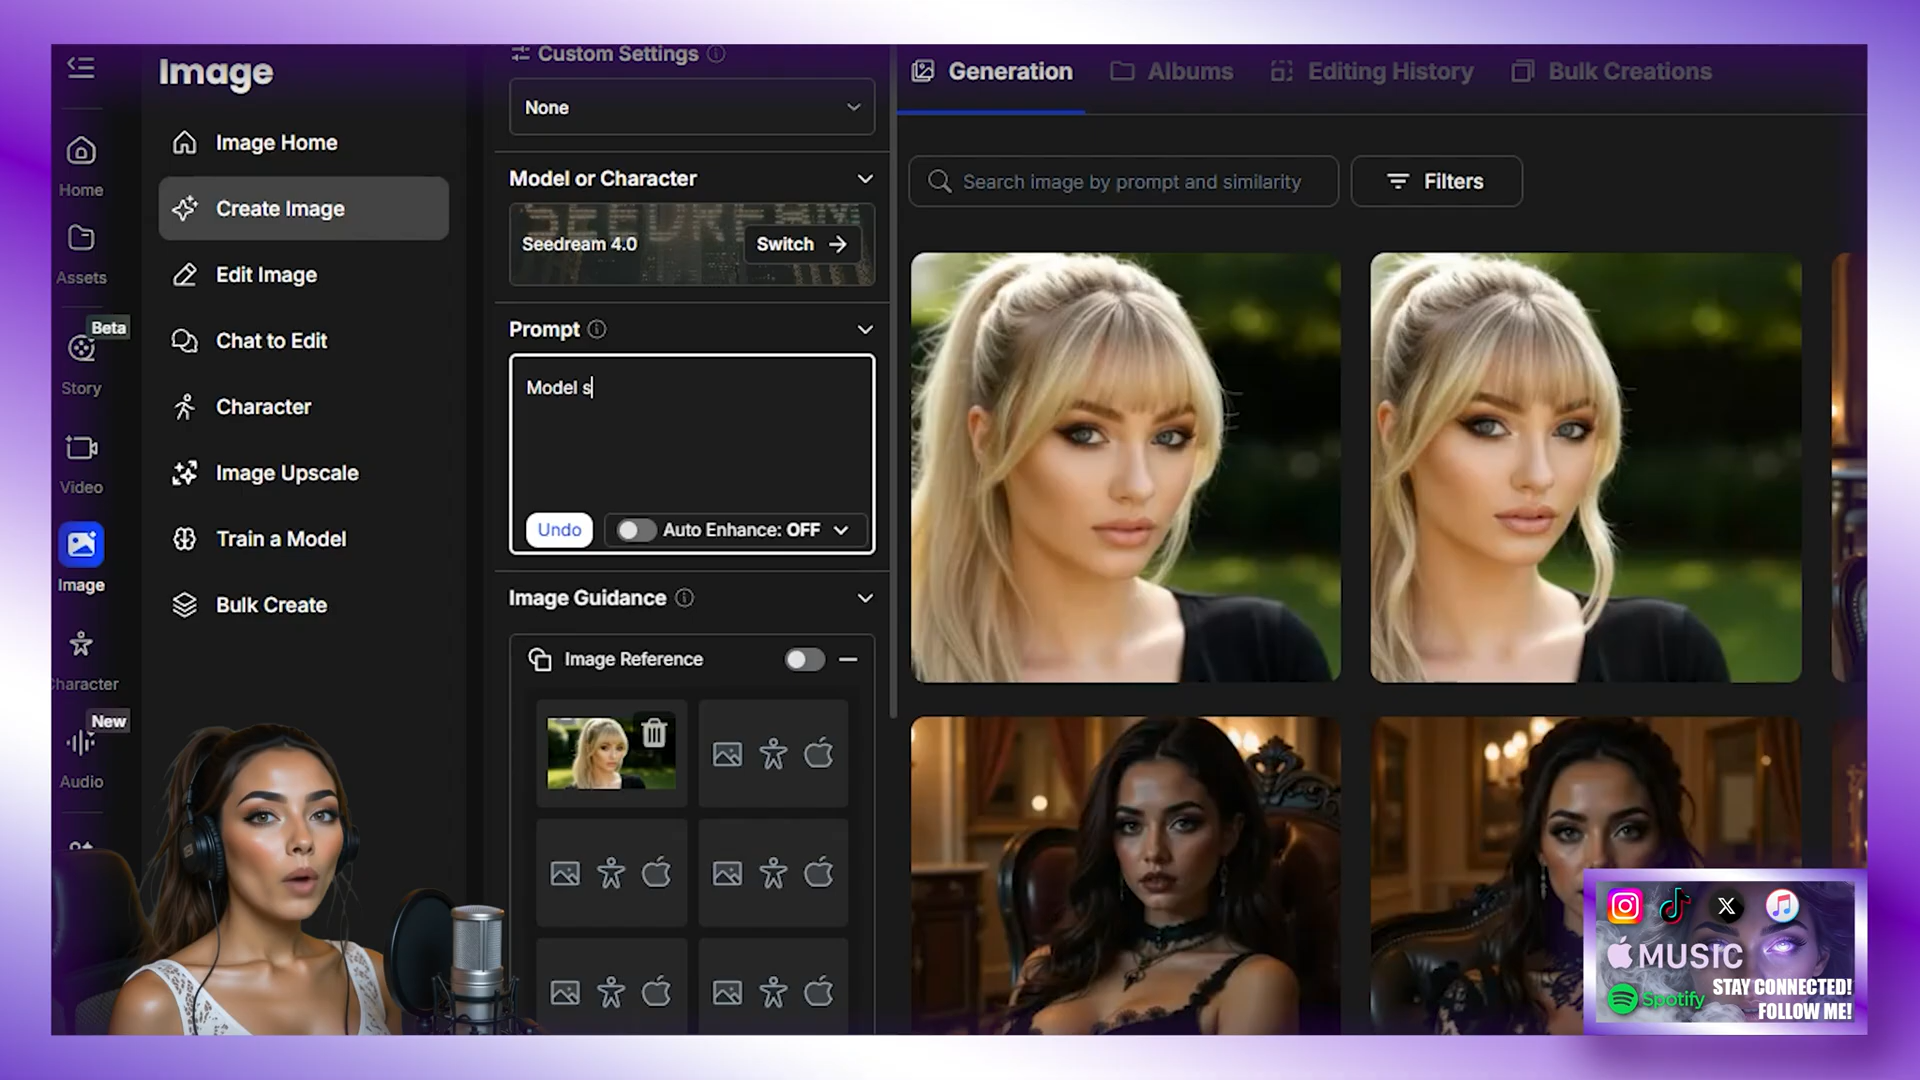 Image
Image Home
Create Image
Edit Image
Chat to Edit
Character
Image Upscale
Train a Model
Bulk Create
Home
Assets
Beta
Story
Video
Image
Character
New
Audio
Custom Settings
None
Model or Character
SEEDREAM
Seedream 4.0
Switch
Prompt
Model s
Undo
Auto Enhance: OFF
Image Guidance
Image Reference
Generation
Albums
Editing History
Bulk Creations
Search image by prompt and similarity
Filters
MUSIC
Spotify
STAY CONNECTED!
FOLLOW ME!